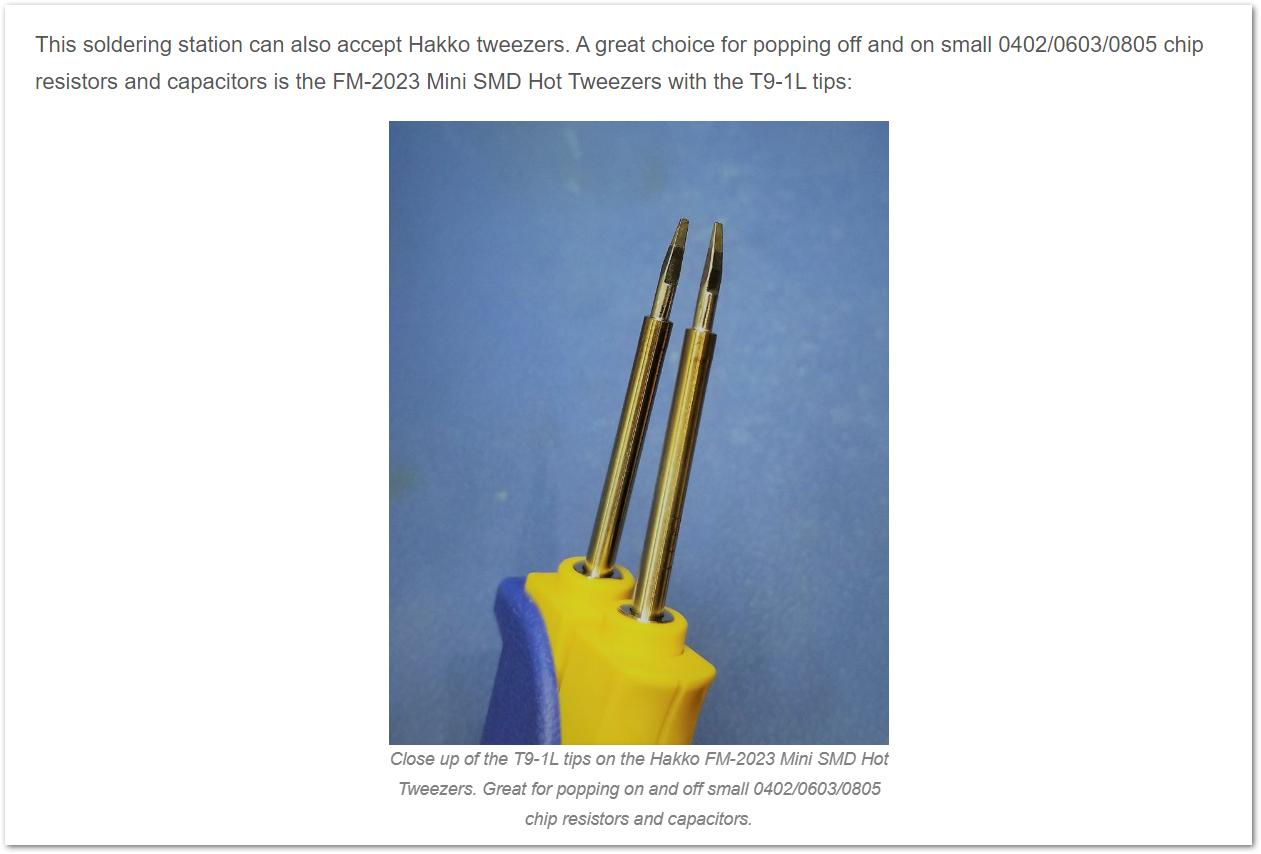 This soldering station can also accept Hakko tweezers. A great choice for popping off and on small 0402/0603/0805 chip
resistors and capacitors is the FM-2023 Mini SMD Hot Tweezers with the T9-1L tips:
Close up of the T9-1L tips on the Hakko FM-2023 Mini SMD Hot
Tweezers. Great for popping on and off small 0402/0603/0805
chip resistors and capacitors.